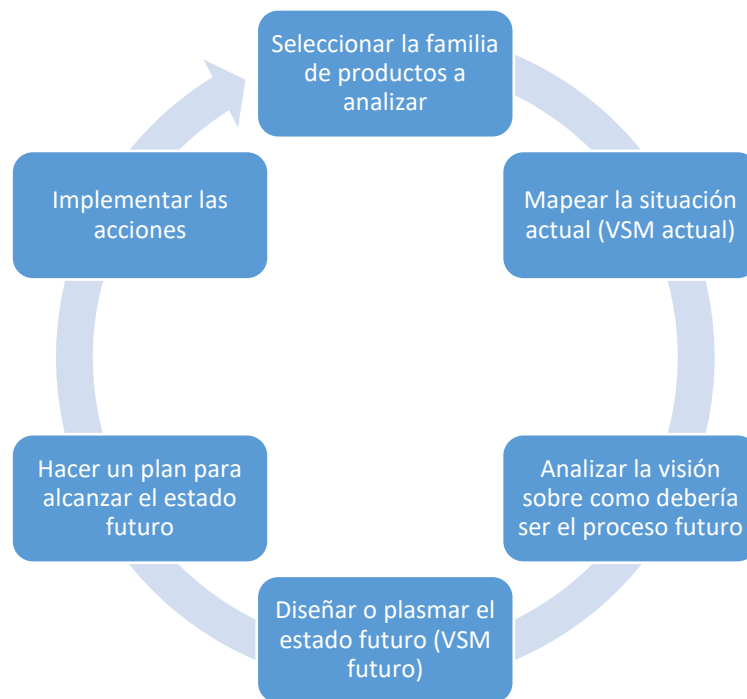 Seleccionar la familia
de productos a
analizar
Mapear la situación
actual (VSM actual)
Analizar la visión
sobre como debería
ser el proceso futuro
Diseñar o plasmar el
estado futuro (VSM
futuro)
Hacer un plan para
alcanzar el estado
futuro
Implementar las
acciones